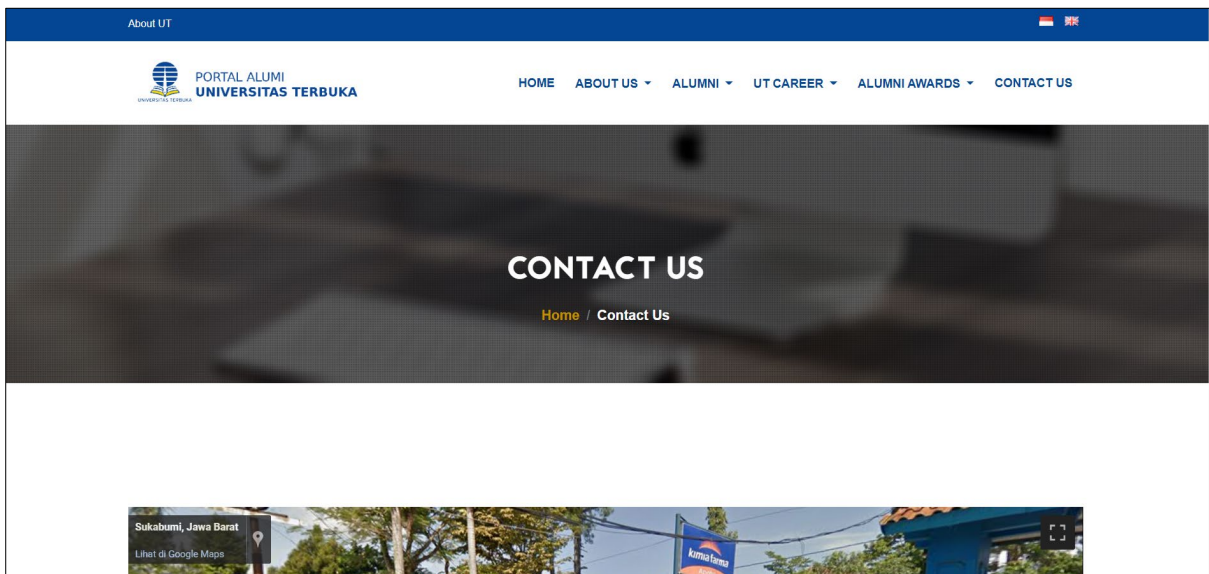 About UT
PORTAL ALUMI
UNIVERSITAS TERBUKA
UNIVERSITAS TERBUKA
HOME ABOUT US ALUMNI UT CAREER ALUMNI AWARDS CONTACT US
CONTACT US
Home / Contact Us
Sukabumi, Jawa Barat
Lihat di Google Maps
kimia farma